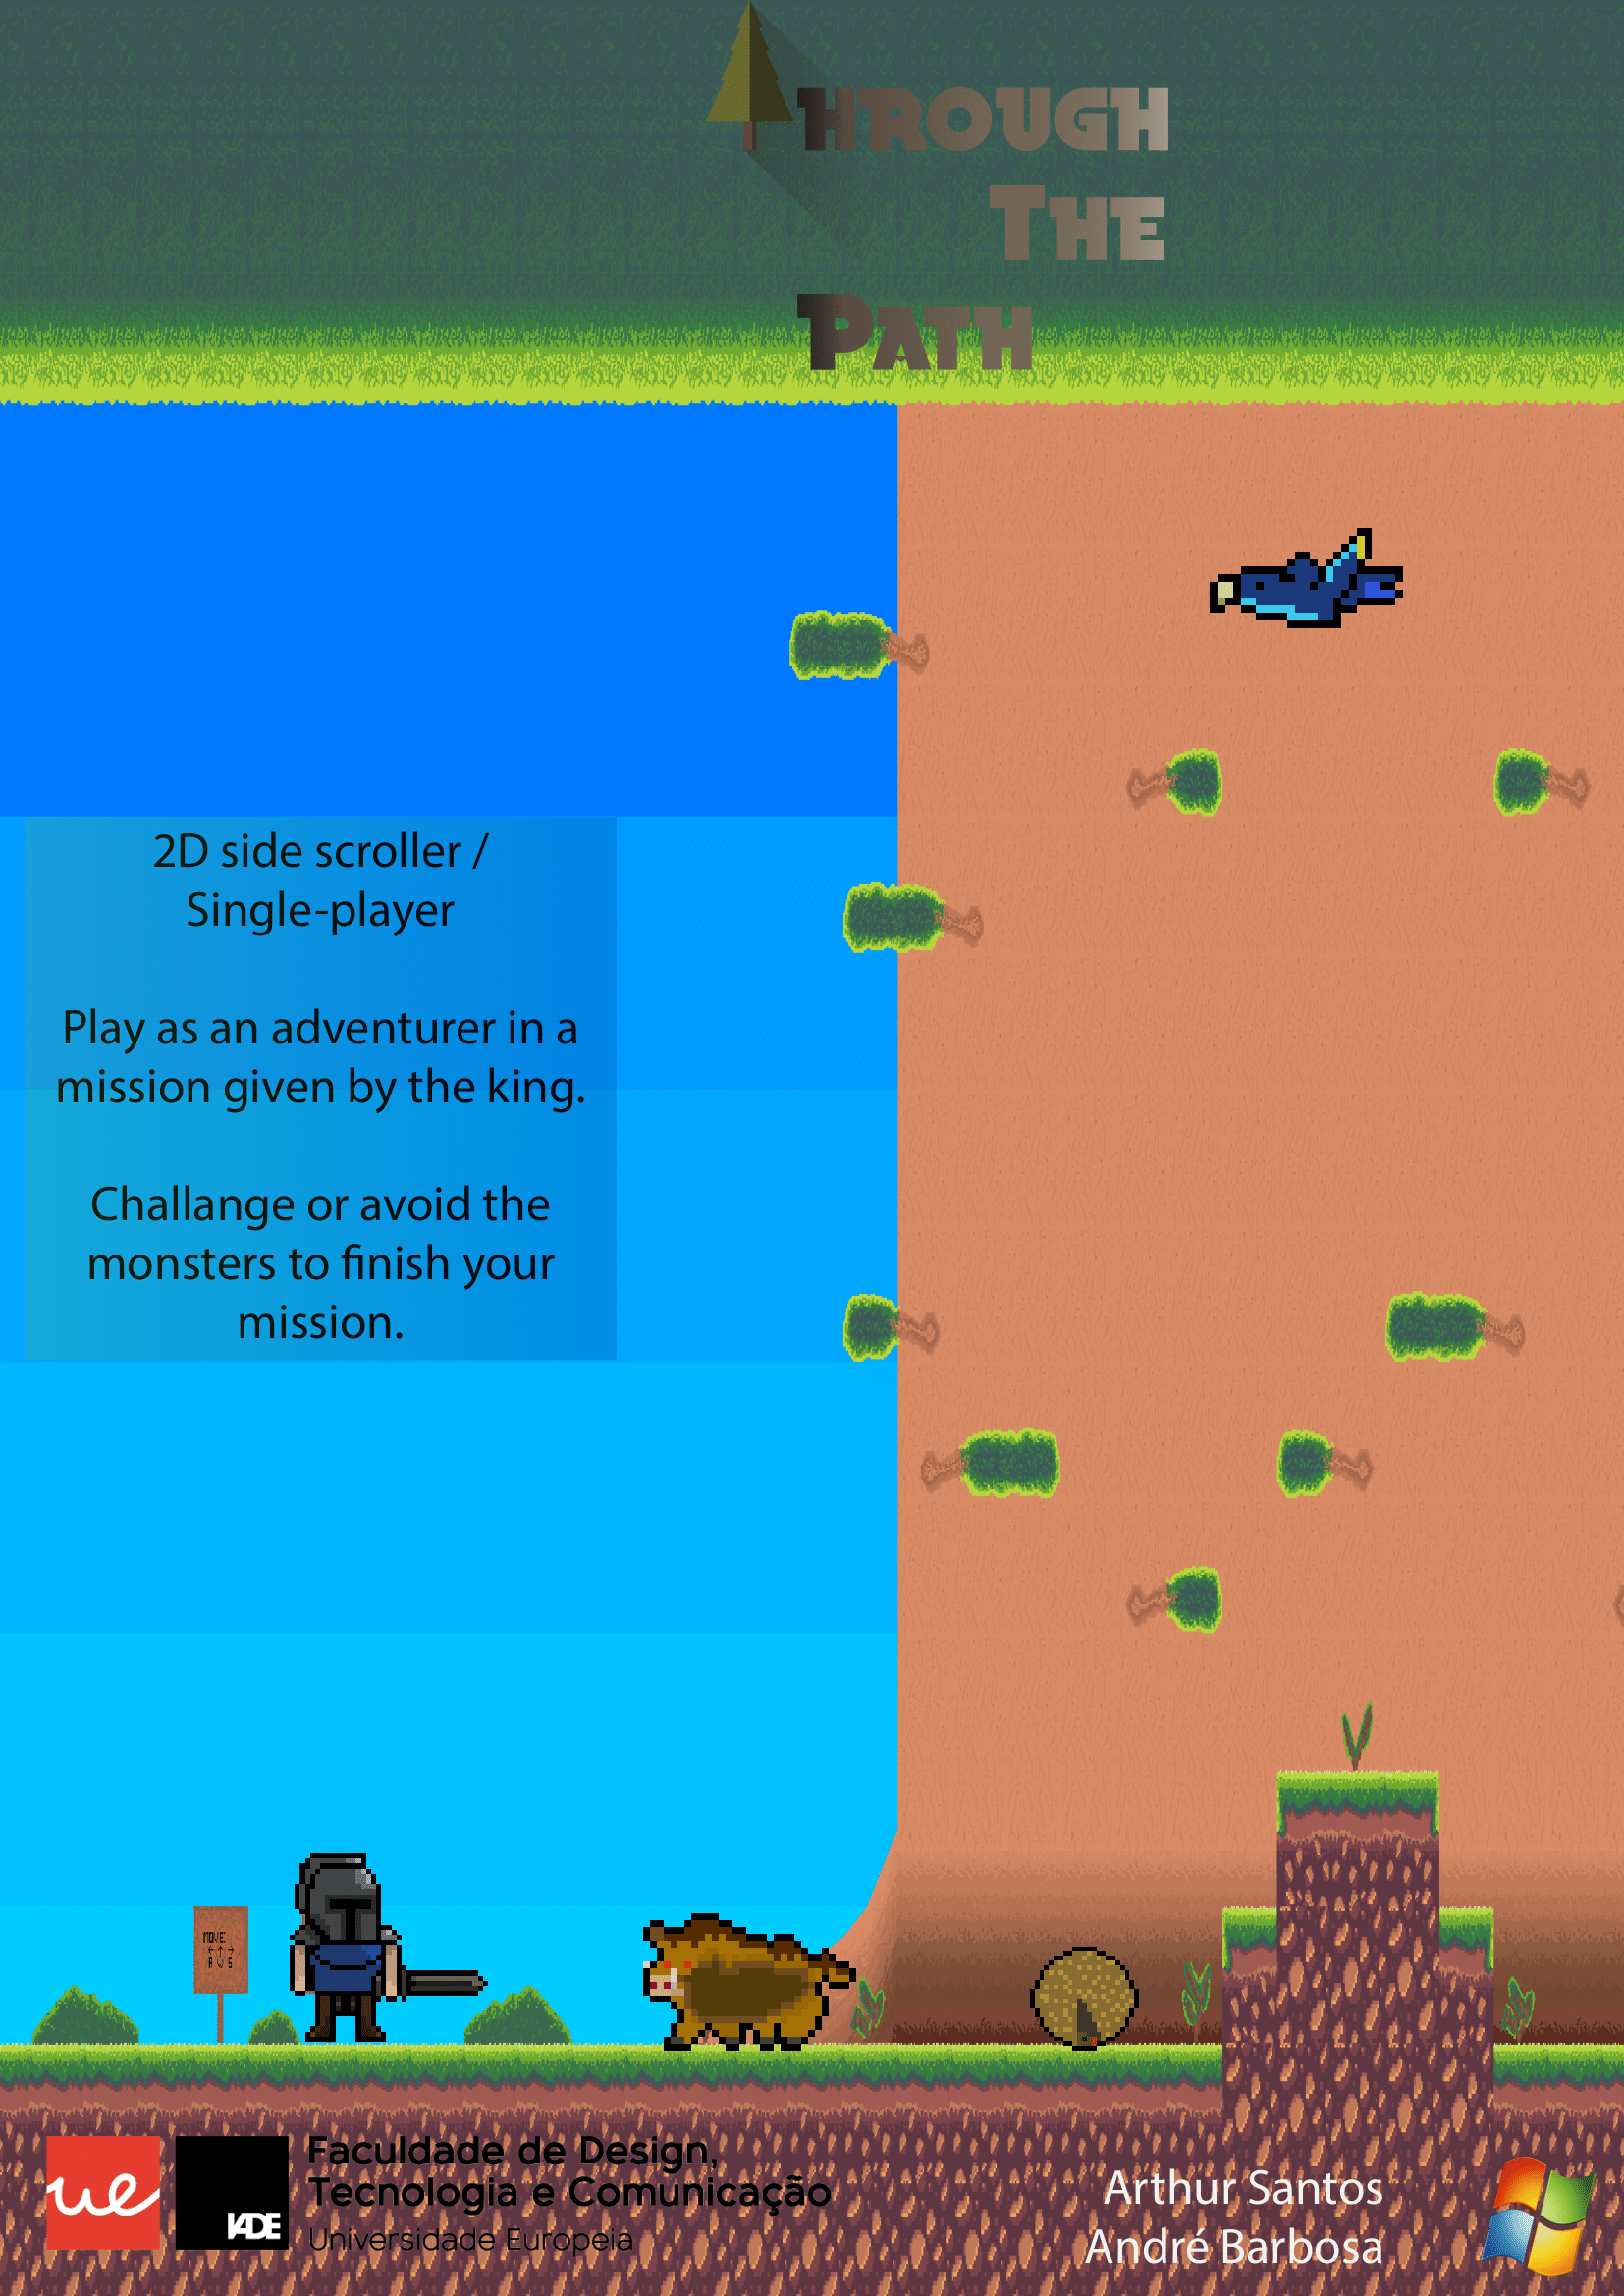 Through
The
Path
2D side scroller /
Single-player
Play as an adventurer in a
mission given by the king.
Challange or avoid the
monsters to finish your
mission.
MOVE:
A S
ue
IADE
Faculdade de Design,
Tecnologia e Comunicação
Universidade Europeia
Arthur Santos
André Barbosa